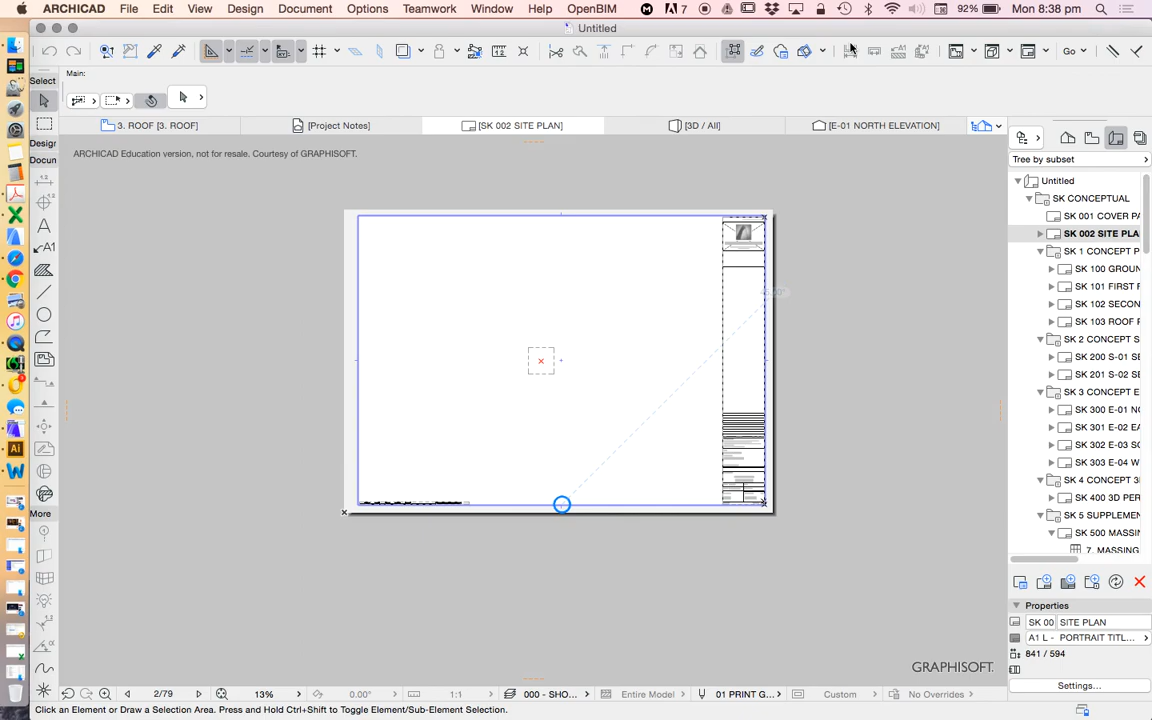 ARCHICAD File Edit View Design Document Options Teamwork Window Help OpenBIM 7 92% Mon 8:38 pm
Untitled
Main:
Select
Desigr
Docun
More
3. ROOF [3. ROOF] [Project Notes] [SK 002 SITE PLAN] [3D / All] [E-01 NORTH ELEVATION]
ARCHICAD Education version, not for resale. Courtesy of GRAPHISOFT.
Tree by subset
Untitled
SK CONCEPTUAL
SK 001 COVER PA
SK 002 SITE PLA
SK 1 CONCEPT P
SK 100 GROUN
SK 101 FIRST F
SK 102 SECON
SK 103 ROOF F
SK 2 CONCEPT S
SK 200 S-01 SE
SK 201 S-02 SE
SK 3 CONCEPT E
SK 300 E-01 NO
SK 301 E-02 EA
SK 302 E-03 SO
SK 303 E-04 W
SK 4 CONCEPT 3
SK 400 3D PER
SK 5 SUPPLEMEN
SK 500 MASSING
7. MASSING
Properties
SK 00 SITE PLAN
A1 L - PORTRAIT TITL...
841 / 594
Settings...
GRAPHISOFT.
2/79 13% 0.00° 1:1 000 - SHO... Entire Model 01 PRINT G... Custom No Overrides
Click an Element or Draw a Selection Area. Press and Hold Ctrl+Shift to Toggle Element/Sub-Element Selection.